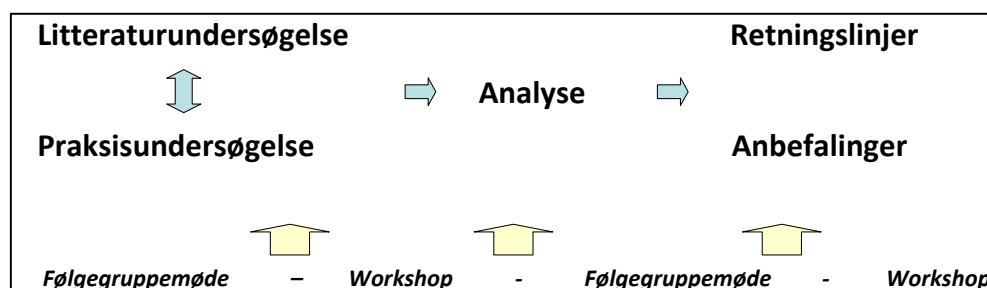 Litteraturundersøgelse Retningslinjer
Analyse
Praksisundersøgelse Anbefalinger
Følgegruppemøde – Workshop - Følgegruppemøde - Workshop